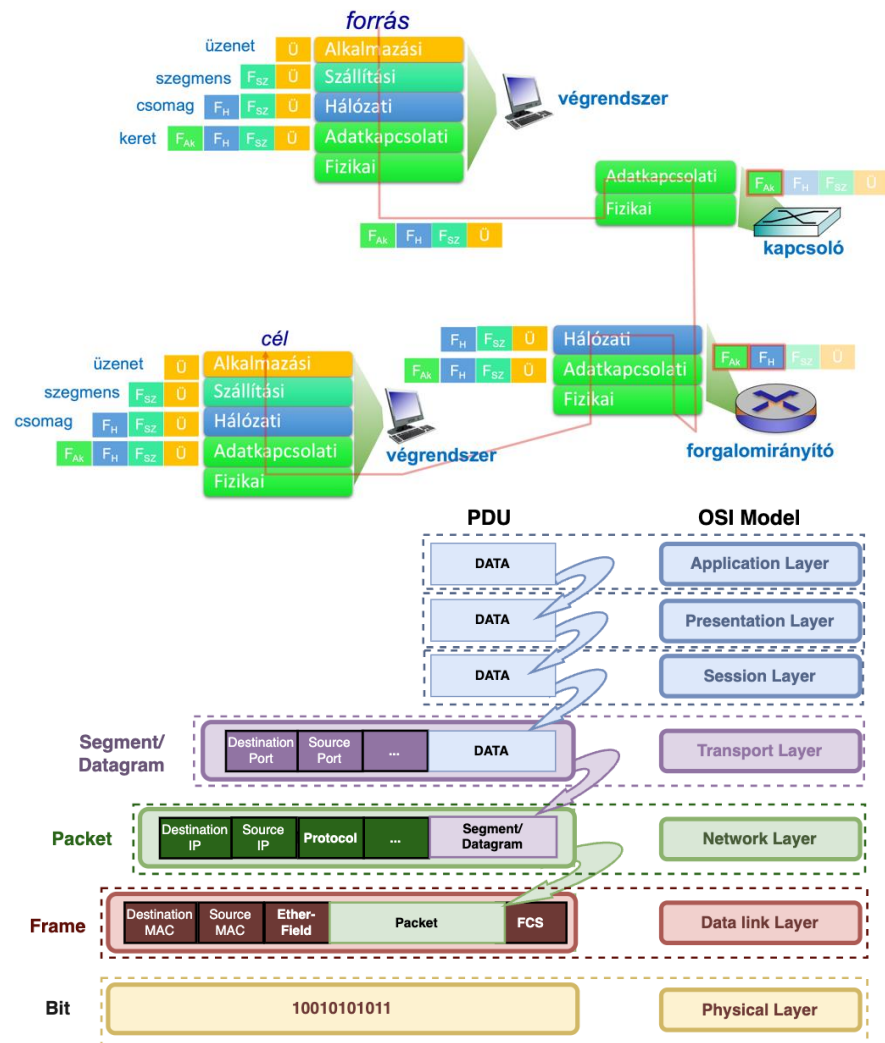 forrás
üzenet Ü Alkalmazási
szegmens FSZ Ü Szállítási
csomag FH FSZ Ü Hálózati
keret FAk FH FSZ Ü Adatkapcsolati
Fizikai
végrendszer
Adatkapcsolati FAk FH FSZ Ü
Fizikai
kapcsoló
FAk FH FSZ Ü
cél
üzenet Ü Alkalmazási
szegmens FSZ Ü Szállítási
csomag FH FSZ Ü Hálózati
FAk FH FSZ Ü Adatkapcsolati
Fizikai
végrendszer
FH FSZ Ü Hálózati
FAk FH FSZ Ü Adatkapcsolati
Fizikai
FAk FH FSZ Ü
forgalomirányító
PDU OSI Model
DATA Application Layer
DATA Presentation Layer
DATA Session Layer
Segment/
Datagram
Destination
Port
Source
Port
...
DATA
Transport Layer
Packet
Destination
IP
Source
IP
Protocol
...
Segment/
Datagram
Network Layer
Frame
Destination
MAC
Source
MAC
Ether-
Field
Packet
FCS
Data link Layer
Bit 10010101011 Physical Layer